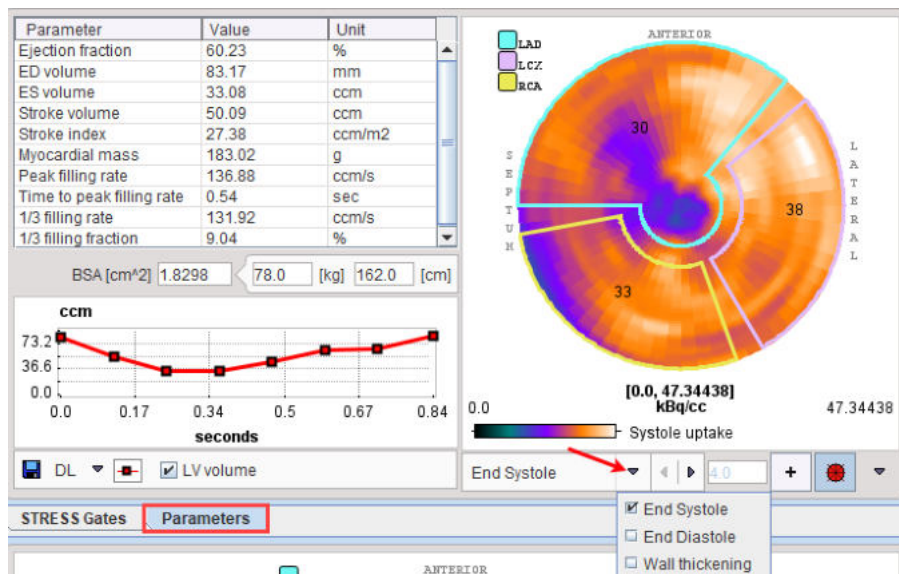 Parameter Value Unit
Ejection fraction 60.23 %
ED volume 83.17 mm
ES volume 33.08 ccm
Stroke volume 50.09 ccm
Stroke index 27.38 ccm/m2
Myocardial mass 183.02 g
Peak filling rate 136.88 ccm/s
Time to peak filling rate 0.54 sec
1/3 filling rate 131.92 ccm/s
1/3 filling fraction 9.04 %
BSA [cm^2] 1.8298 78.0 [kg] 162.0 [cm]
ccm
73.2
36.6
0.0
0.0 0.17 0.34 0.5 0.67 0.84
seconds
DL LV volume
LAD
LCX
RCA
ANTERIOR
SEPTUM
LATERAL
30
38
33
[0.0, 47.34438]
0.0 kBq/cc 47.34438
Systole uptake
End Systole 4.0 +
End Systole
End Diastole
Wall thickening
STRESS Gates Parameters
ANTERIOR